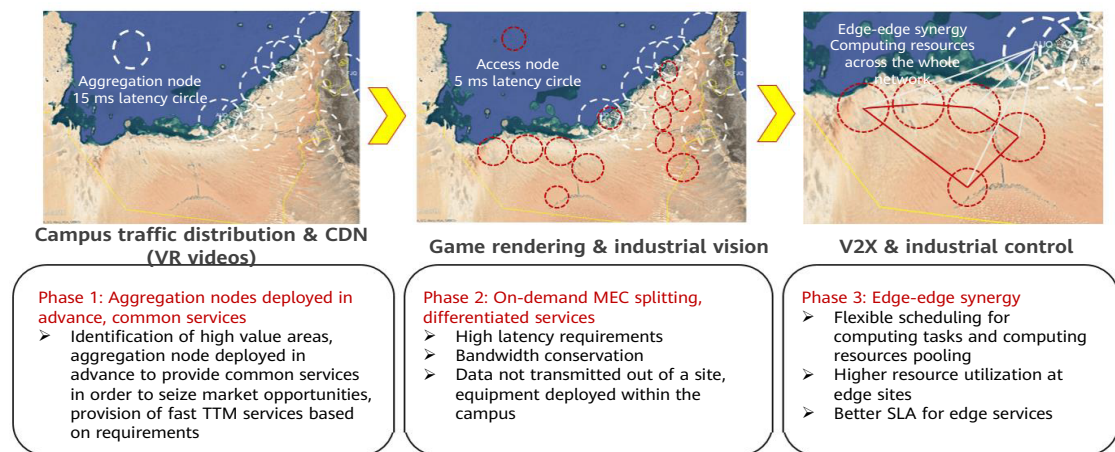 Aggregation node
15 ms latency circle
Access node
5 ms latency circle
Edge-edge synergy
Computing resources
across the whole
network
AUQ
Campus traffic distribution & CDN
(VR videos)
Game rendering & industrial vision
V2X & industrial control
Phase 1: Aggregation nodes deployed in
advance, common services
➢ Identification of high value areas,
aggregation node deployed in
advance to provide common services
in order to seize market opportunities,
provision of fast TTM services based
on requirements
Phase 2: On-demand MEC splitting,
differentiated services
➢ High latency requirements
➢ Bandwidth conservation
➢ Data not transmitted out of a site,
equipment deployed within the
campus
Phase 3: Edge-edge synergy
➢ Flexible scheduling for
computing tasks and computing
resources pooling
➢ Higher resource utilization at
edge sites
➢ Better SLA for edge services